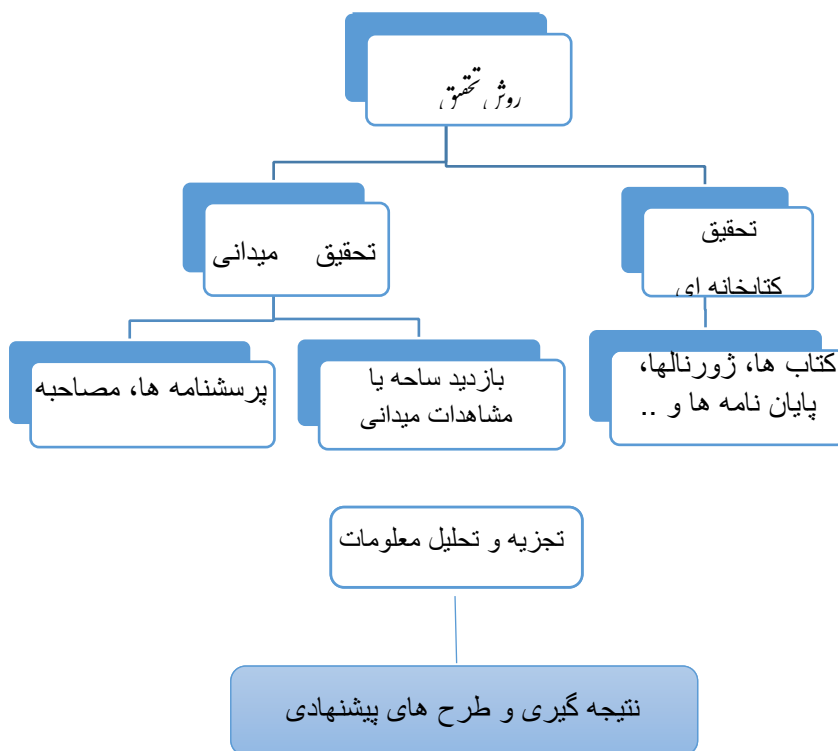 روش تحقیق
تحقیق
کتابخانه ای
تحقیق میدانی
کتاب ها، ژورنالها،
پایان نامه ها و ..
بازدید ساحه یا
مشاهدات میدانی
پرسشنامه ها، مصاحبه
تجزیه و تحلیل معلومات
نتیجه گیری و طرح های پیشنهادی